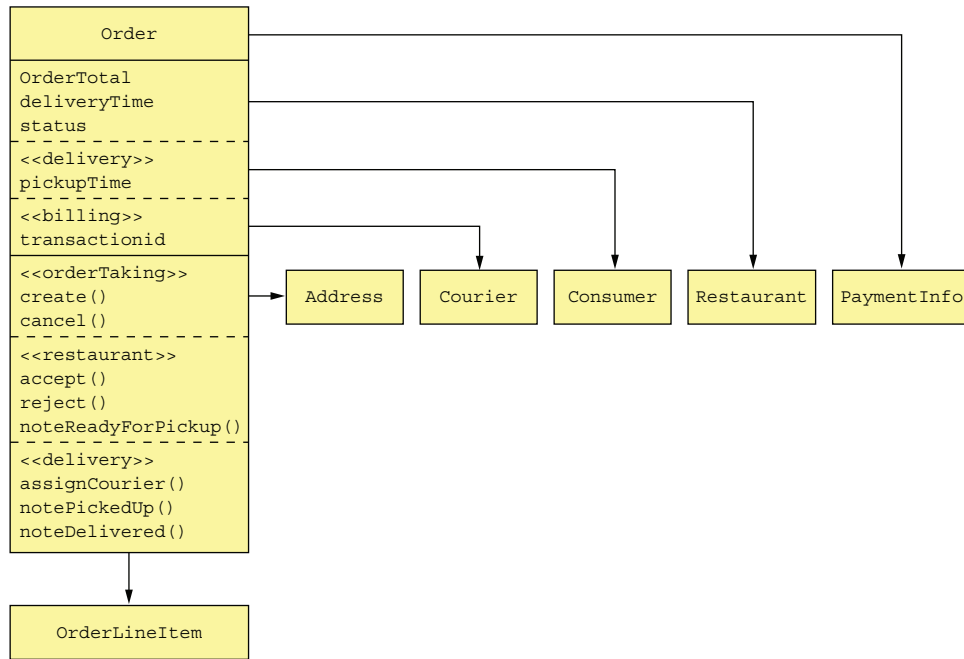 Order
OrderTotal
deliveryTime
status
<<delivery>>
pickupTime
<<billing>>
transactionid
<<orderTaking>>
create()
cancel()
<<restaurant>>
accept()
reject()
noteReadyForPickup()
<<delivery>>
assignCourier()
notePickedUp()
noteDelivered()
Address
Courier
Consumer
Restaurant
PaymentInfo
OrderLineItem